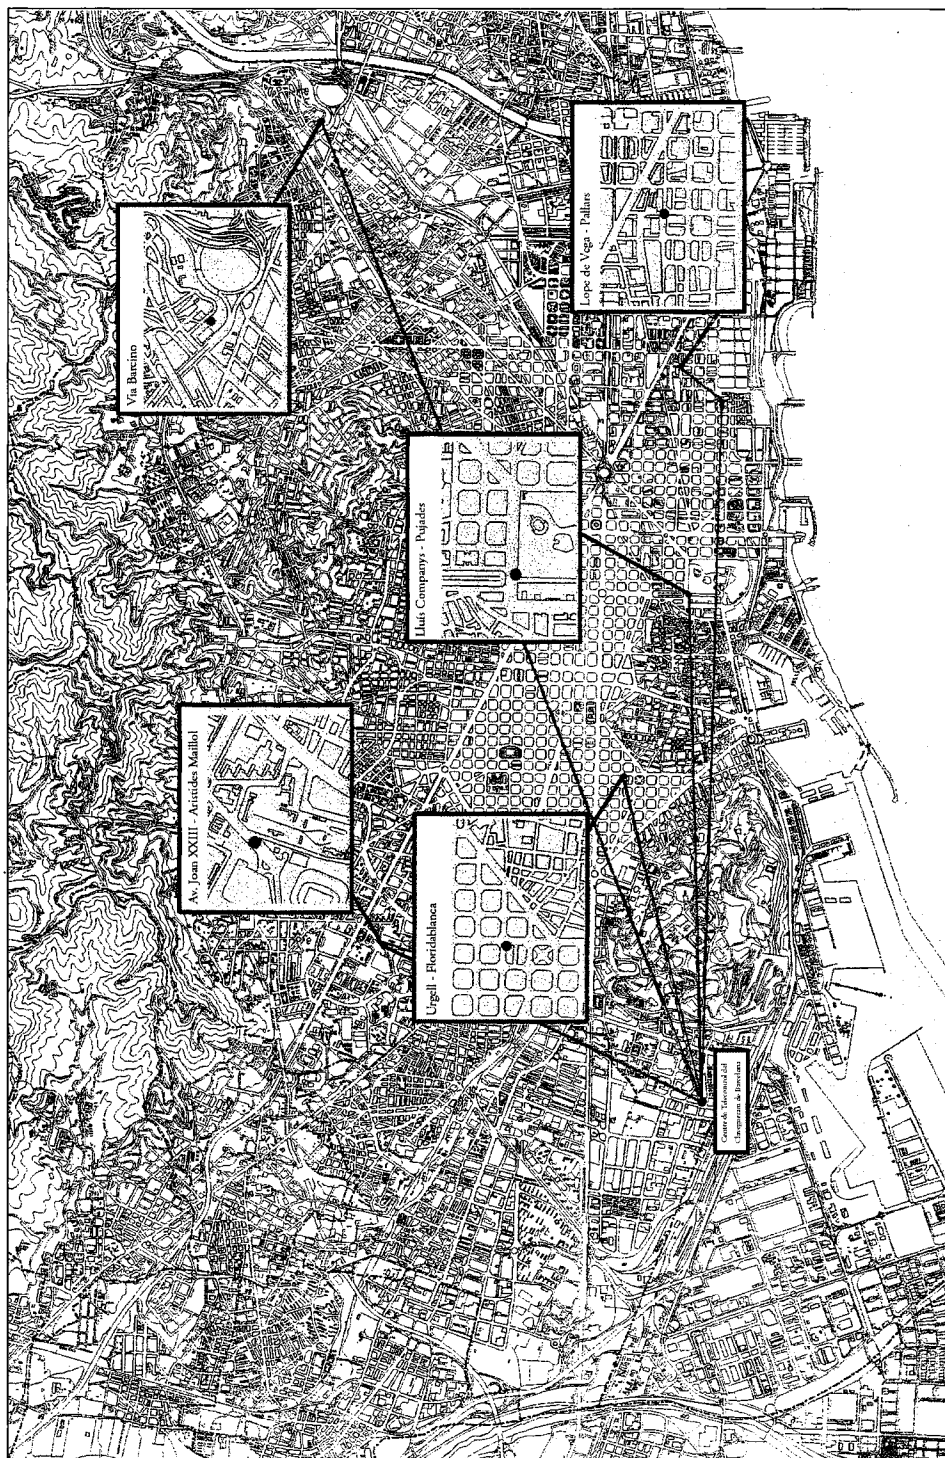 Via Barcino
Lope de Vega - Pallars
Lluís Companys - Pujades
Av. Joan XXIII - Arístides Maillol
Urgell - Floridablanca
Centre de Telecontrol del
Clavegueram de Barcelona